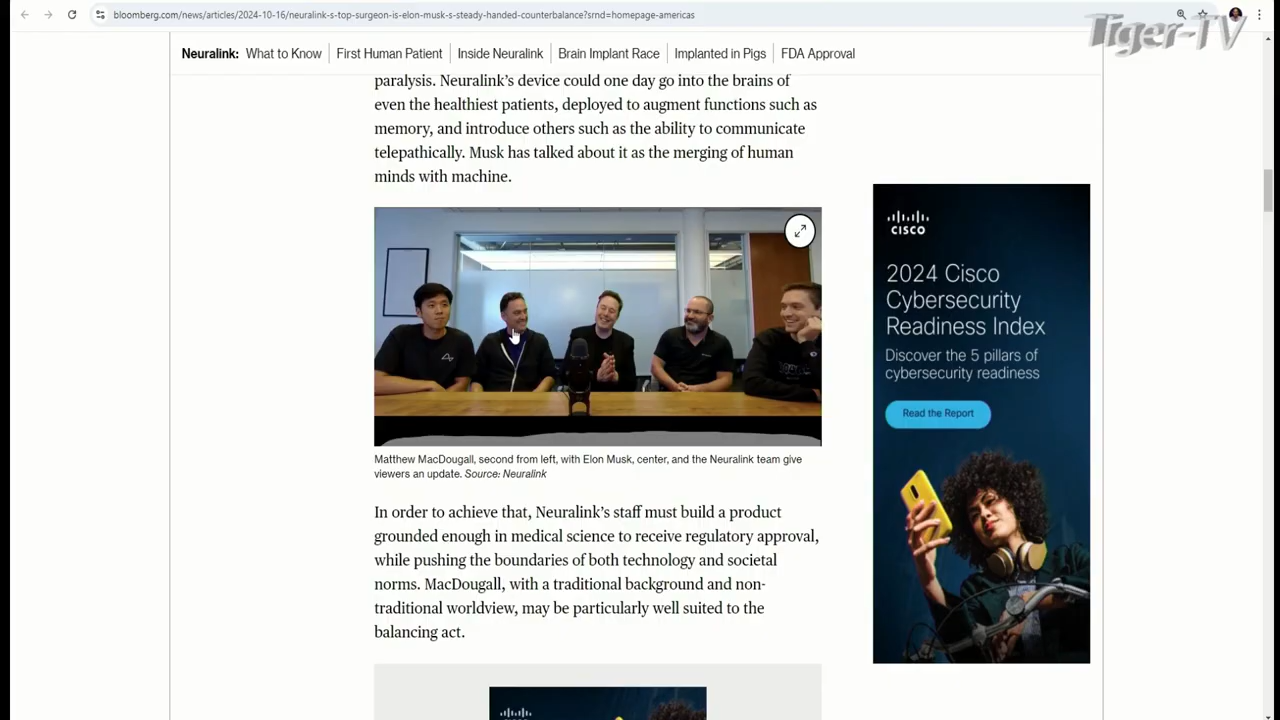 bloomberg.com/news/articles/2024-10-16/neuralink-s-top-surgeon-is-elon-musk-s-steady-handed-counterbalance?srnd=homepage-americas
Tiger-TV
Neuralink: What to Know First Human Patient Inside Neuralink Brain Implant Race Implanted in Pigs FDA Approval
paralysis. Neuralink’s device could one day go into the brains of
even the healthiest patients, deployed to augment functions such as
memory, and introduce others such as the ability to communicate
telepathically. Musk has talked about it as the merging of human
minds with machine.
Matthew MacDougall, second from left, with Elon Musk, center, and the Neuralink team give
viewers an update. Source: Neuralink
In order to achieve that, Neuralink’s staff must build a product
grounded enough in medical science to receive regulatory approval,
while pushing the boundaries of both technology and societal
norms. MacDougall, with a traditional background and non-
traditional worldview, may be particularly well suited to the
balancing act.
CISCO
2024 Cisco
Cybersecurity
Readiness Index
Discover the 5 pillars of
cybersecurity readiness
Read the Report